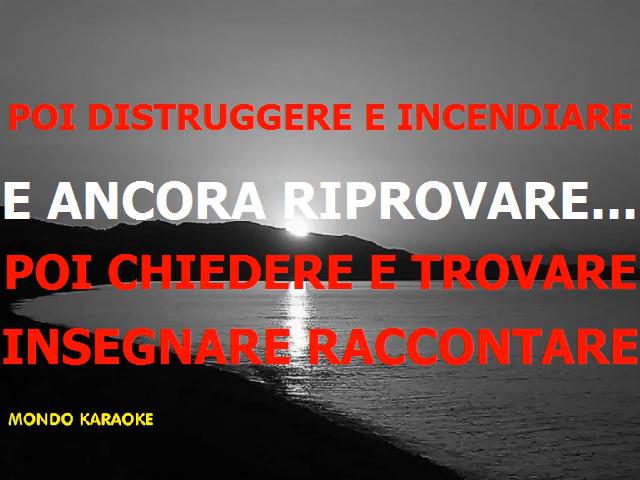 POI DISTRUGGERE E INCENDIARE
E ANCORA RIPROVARE...
POI CHIEDERE E TROVARE
INSEGNARE RACCONTARE
MONDO KARAOKE